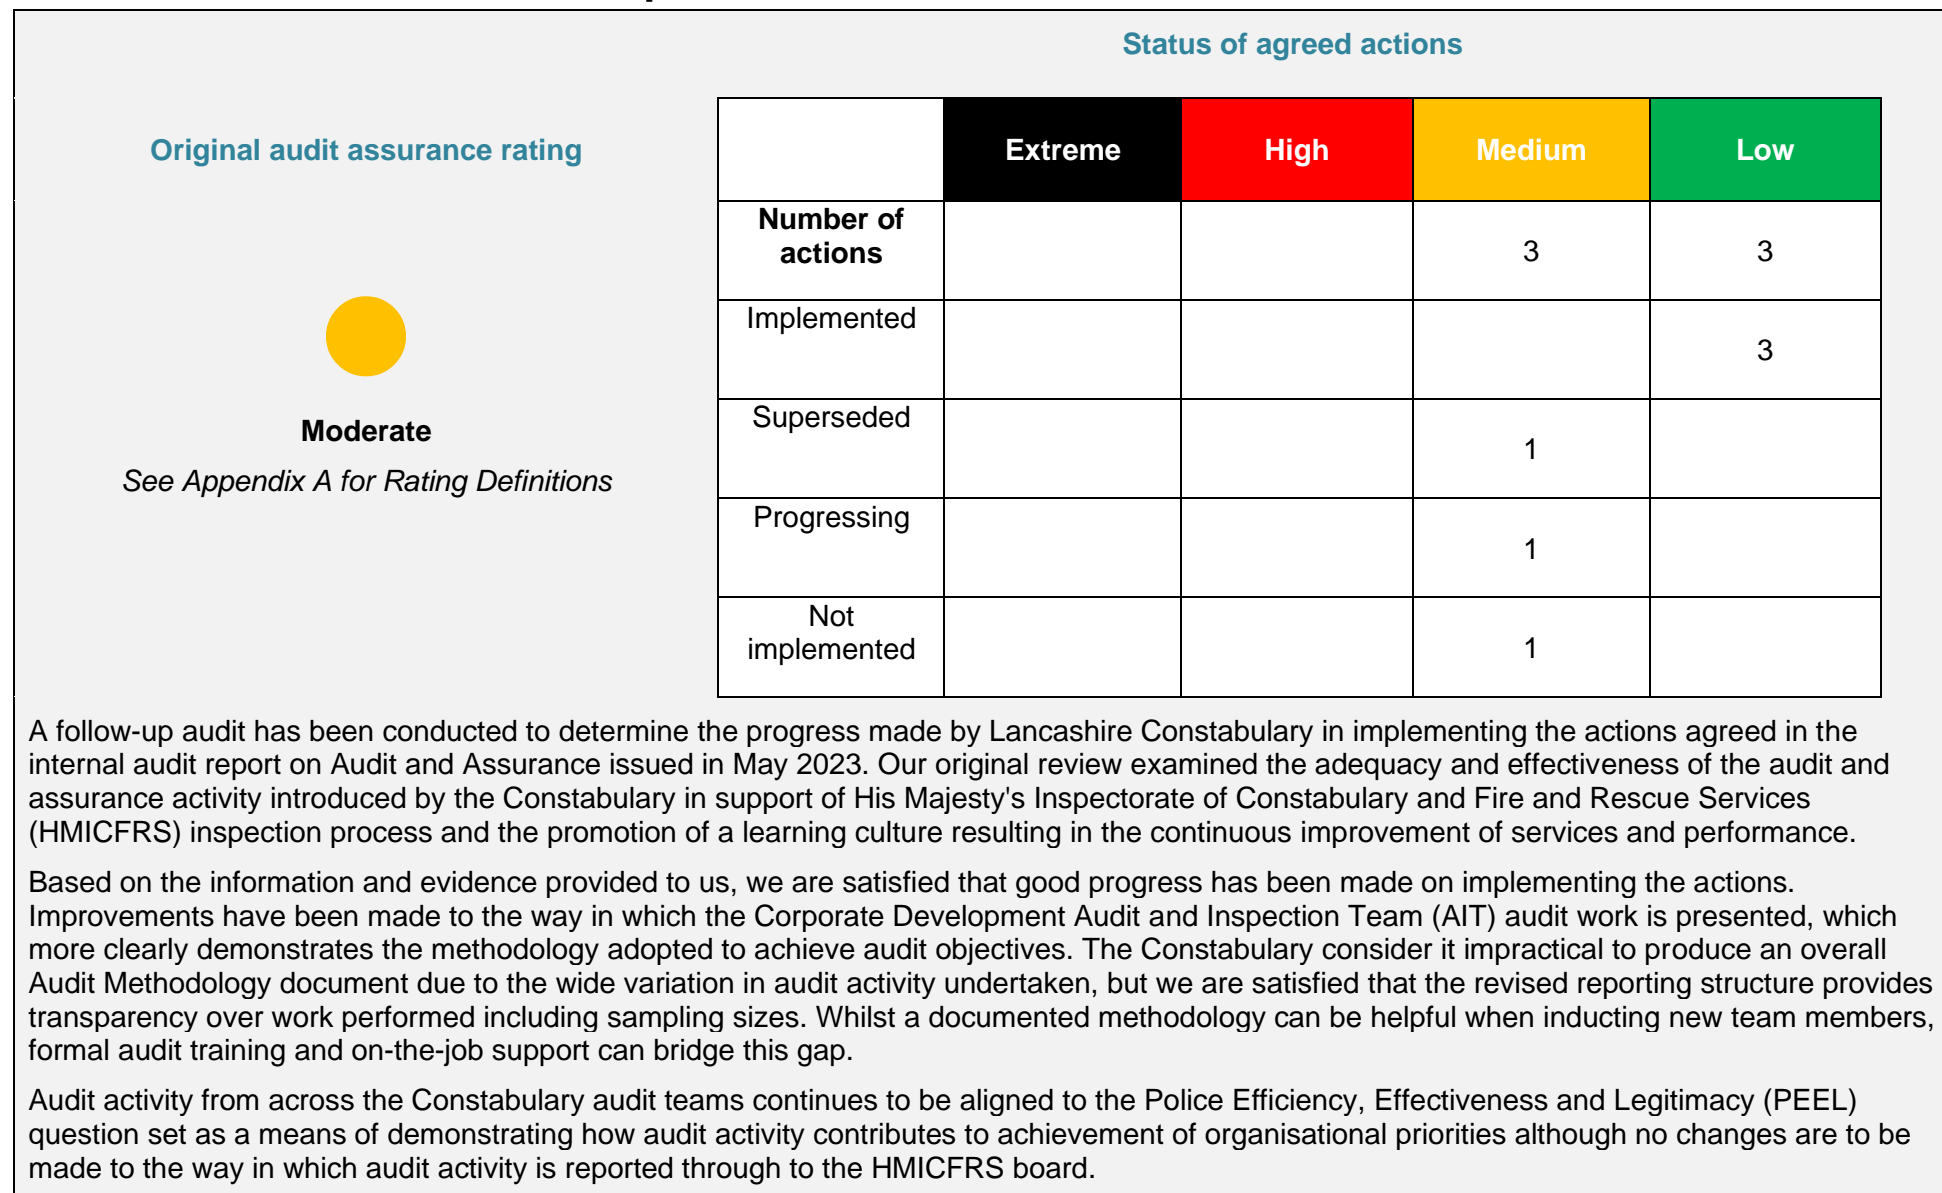 Status of agreed actions
Original audit assurance rating
Moderate
See Appendix A for Rating Definitions
Extreme High Medium Low
Number of
actions
3 3
Implemented
3
Superseded
1
Progressing
1
Not
implemented
1
A follow-up audit has been conducted to determine the progress made by Lancashire Constabulary in implementing the actions agreed in the
internal audit report on Audit and Assurance issued in May 2023. Our original review examined the adequacy and effectiveness of the audit and
assurance activity introduced by the Constabulary in support of His Majesty's Inspectorate of Constabulary and Fire and Rescue Services
(HMICFRS) inspection process and the promotion of a learning culture resulting in the continuous improvement of services and performance.
Based on the information and evidence provided to us, we are satisfied that good progress has been made on implementing the actions.
Improvements have been made to the way in which the Corporate Development Audit and Inspection Team (AIT) audit work is presented, which
more clearly demonstrates the methodology adopted to achieve audit objectives. The Constabulary consider it impractical to produce an overall
Audit Methodology document due to the wide variation in audit activity undertaken, but we are satisfied that the revised reporting structure provides
transparency over work performed including sampling sizes. Whilst a documented methodology can be helpful when inducting new team members,
formal audit training and on-the-job support can bridge this gap.
Audit activity from across the Constabulary audit teams continues to be aligned to the Police Efficiency, Effectiveness and Legitimacy (PEEL)
question set as a means of demonstrating how audit activity contributes to achievement of organisational priorities although no changes are to be
made to the way in which audit activity is reported through to the HMICFRS board.